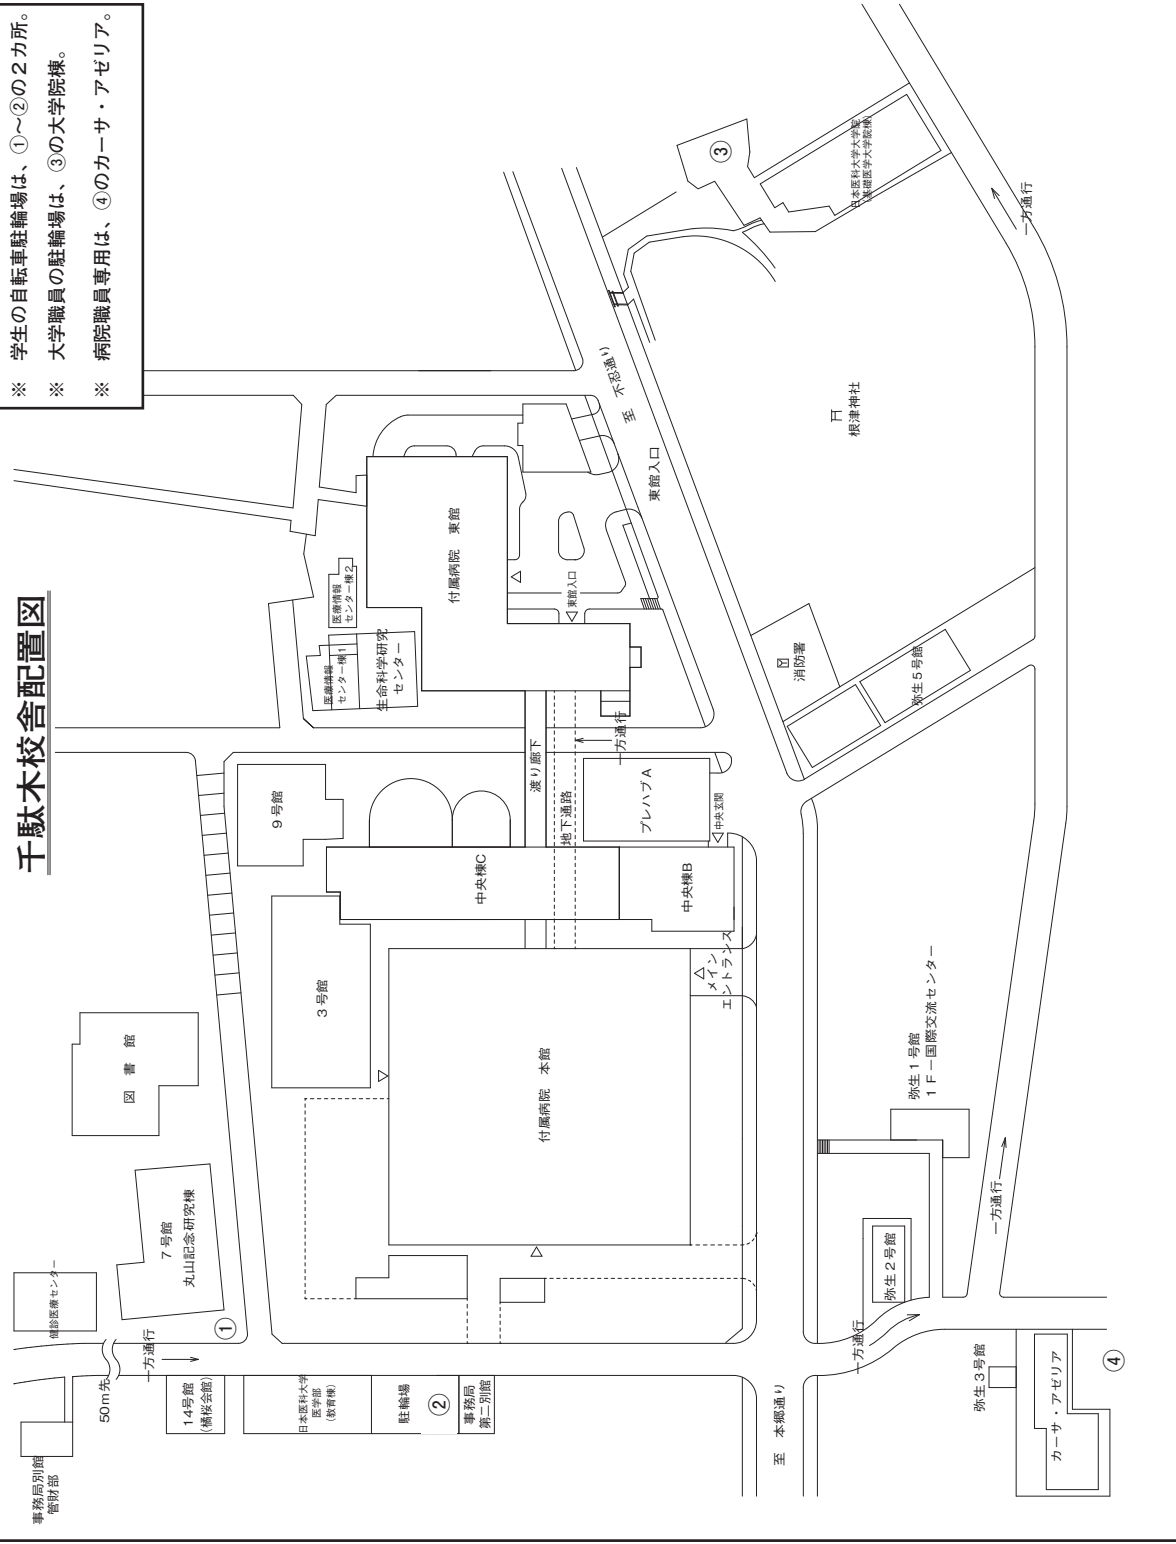 千駄木校舎配置図
※ 学生の自転車駐輪場は、①～②の2カ所。
※ 大学職員の駐輪場は、③の大学院棟。
※ 病院職員専用は、④のカーサ・アゼリア。
事務局別館
管財部
50m先
健診医療センター
一方通行
①
7号館
丸山記念研究棟
図書館
14号館
(橘桜会館)
日本医科大学
医学部
(教育棟)
駐輪場
②
事務局
第二別館
3号館
9号館
医療情報
センター棟1
医療情報
センター棟2
生命科学研究
センター
付属病院 本館
中央棟C
中央棟B
渡り廊下
地下通路
プレハブA
一方通行
中央玄関
メイン
エントランス
付属病院 東館
東館入口
東館入口
至 不忍通り
至 本郷通り
③
日本医科大学大学院
(基礎医学大学院棟)
一方通行
根津神社
消防署
弥生5号館
弥生1号館
1F－国際交流センター
一方通行
弥生2号館
一方通行
弥生3号館
カーサ・アゼリア
④